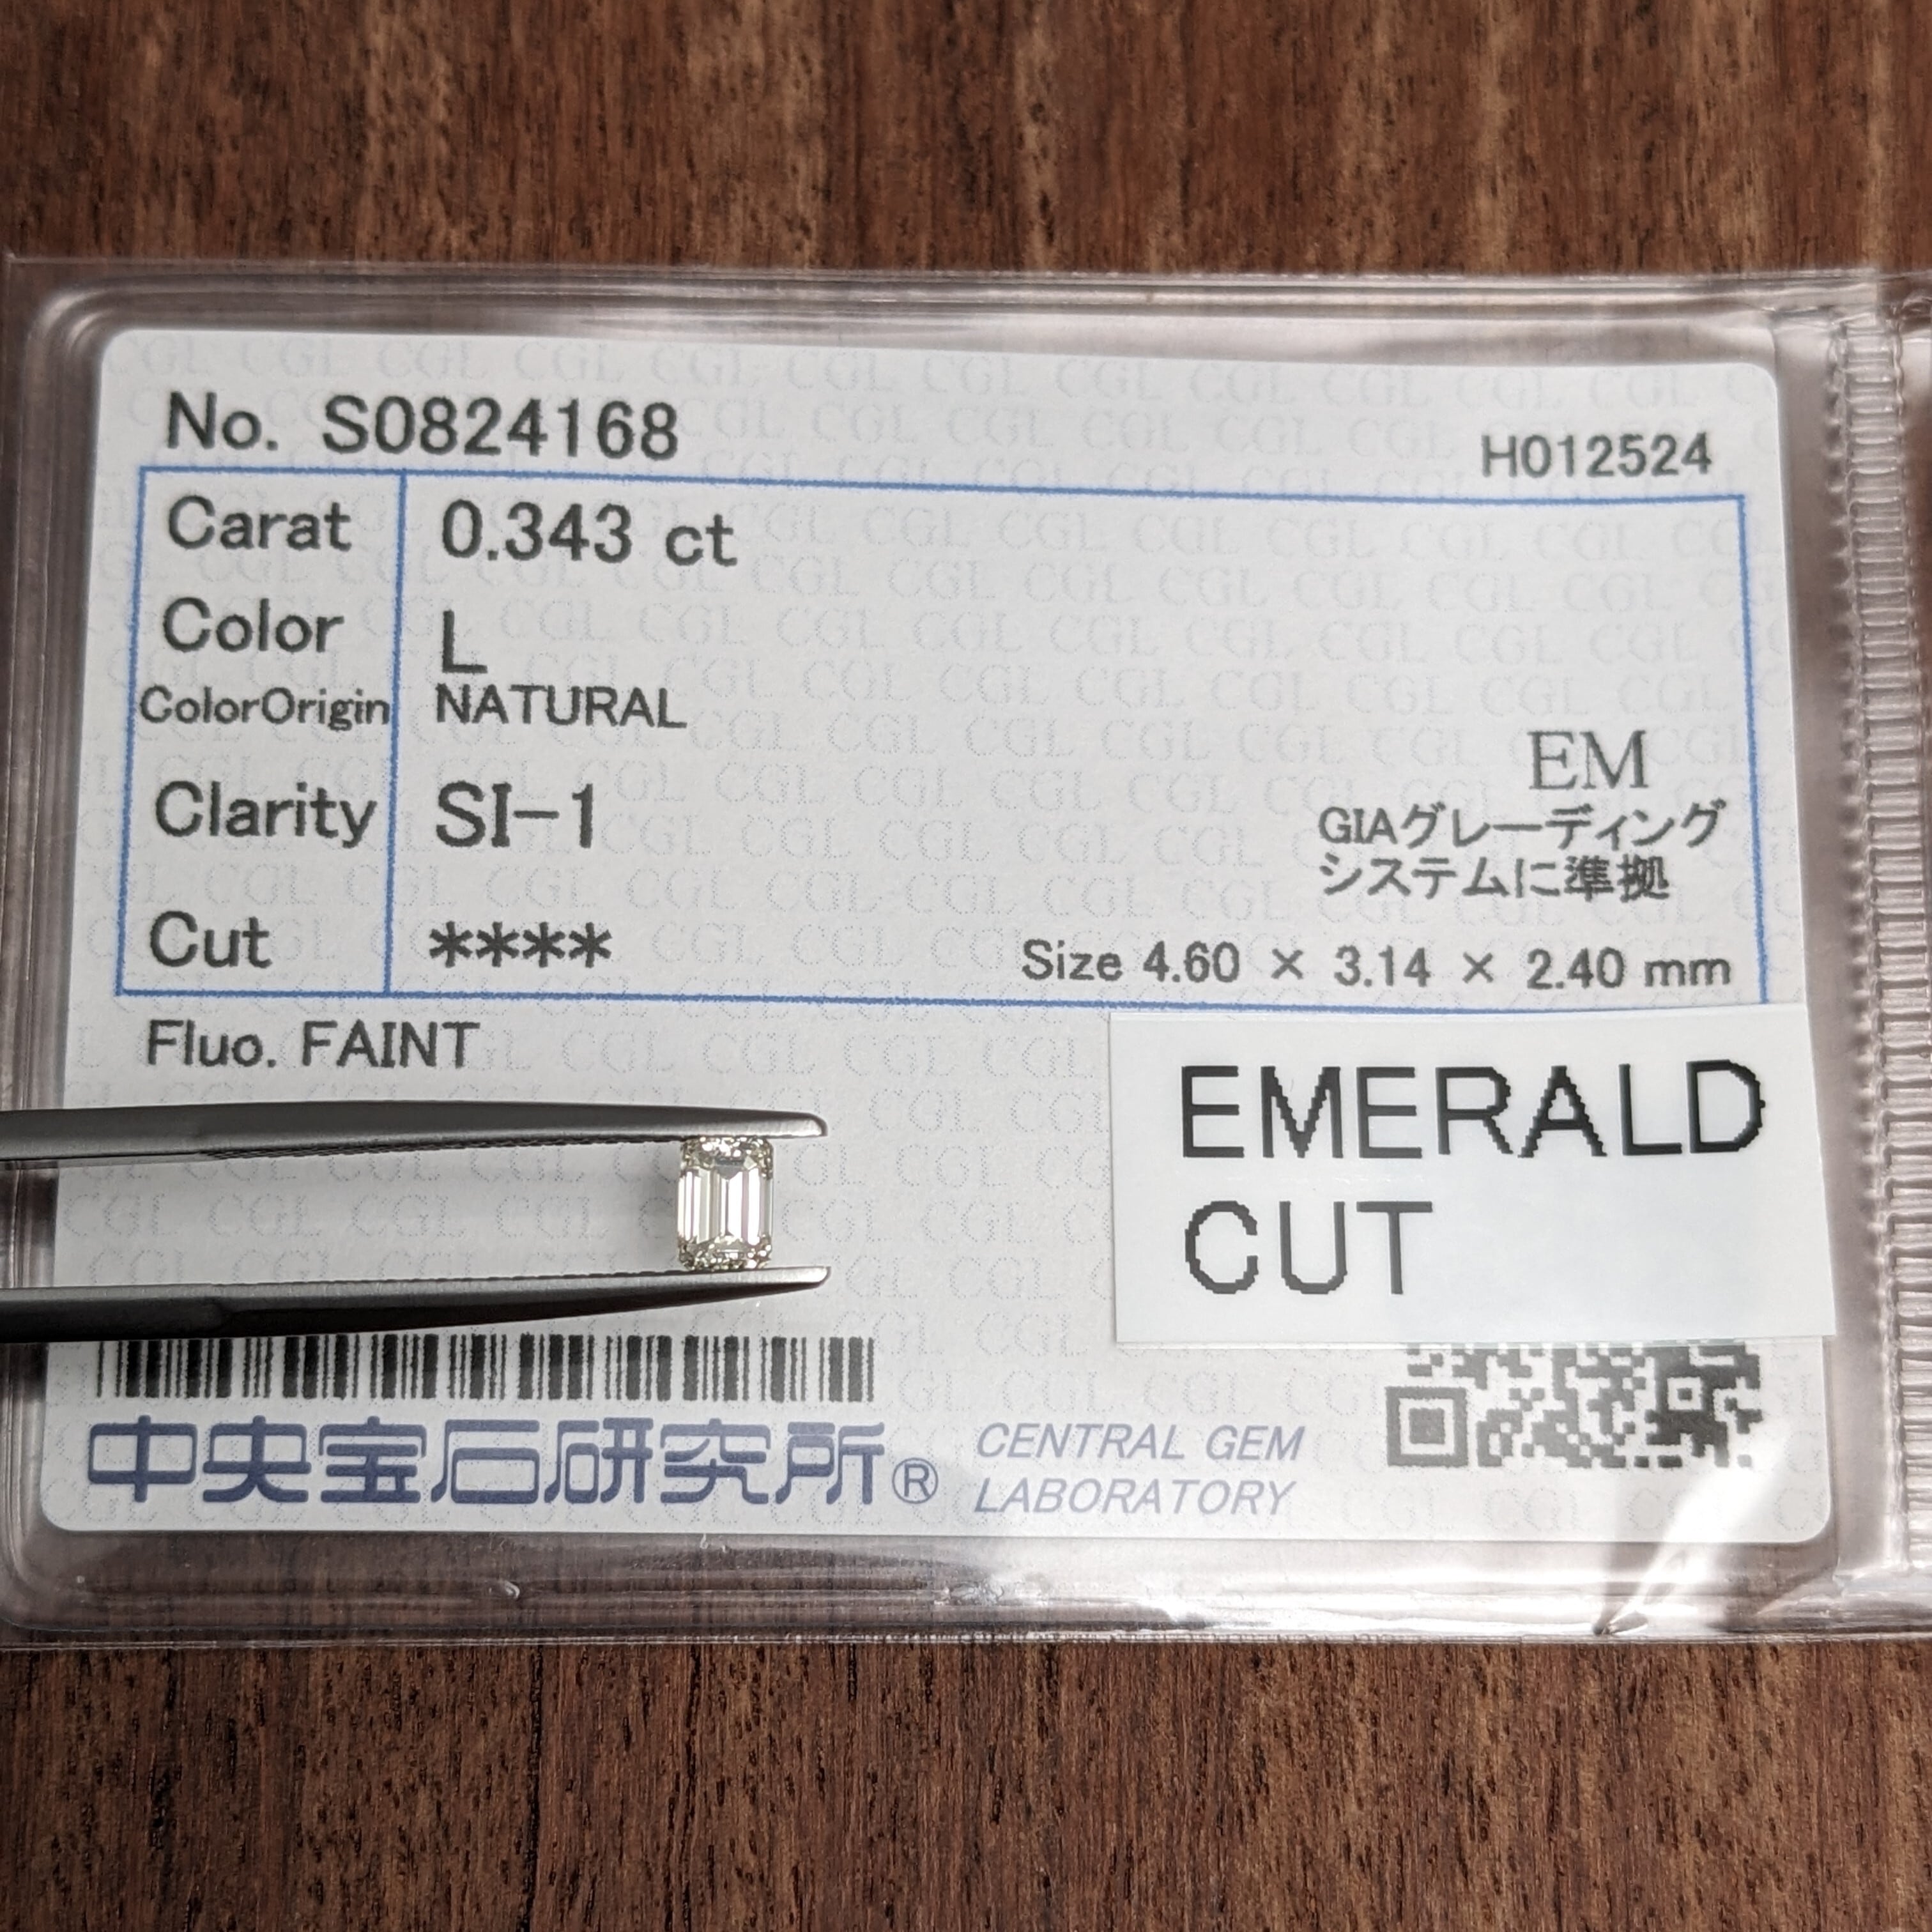 No. S0824168
H012524
Carat 0.343 ct
Color L
ColorOrigin NATURAL
Clarity SI-1
EM
GIAグレーディング
システムに準拠
Cut ****
Size 4.60 × 3.14 × 2.40 mm
Fluo. FAINT
EMERALD
CUT
中央宝石研究所®
CENTRAL GEM
LABORATORY